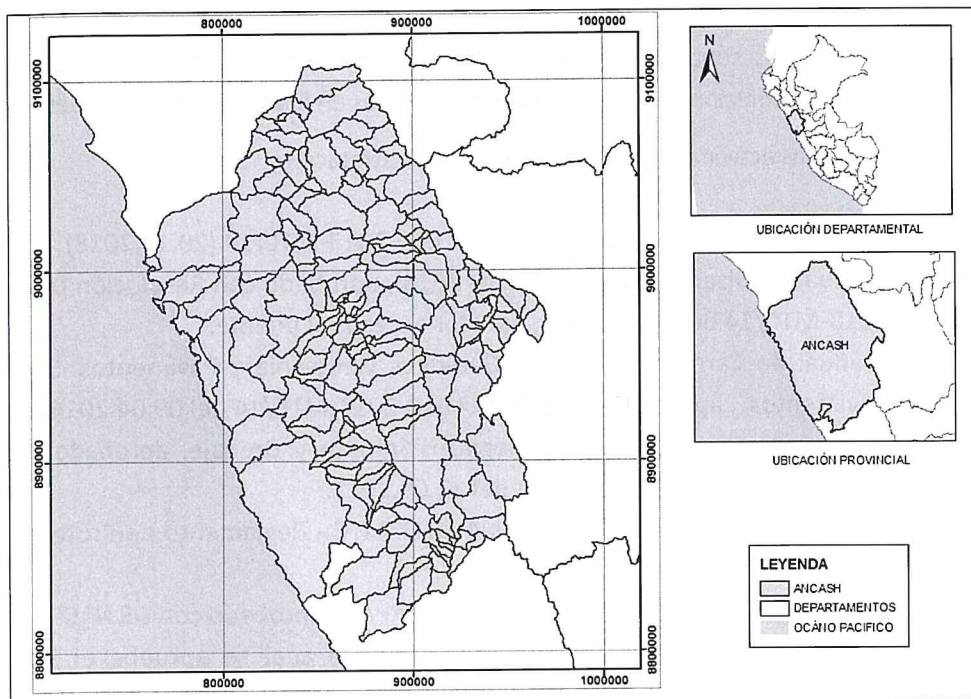 800000 900000 1000000
9100000 9100000
9000000 9000000
8900000 8900000
8800000 8800000
800000 900000 1000000
N
UBICACIÓN DEPARTAMENTAL
ANCASH
UBICACIÓN PROVINCIAL
LEYENDA
ANCASH
DEPARTAMENTOS
OCÁNO PACIFICO